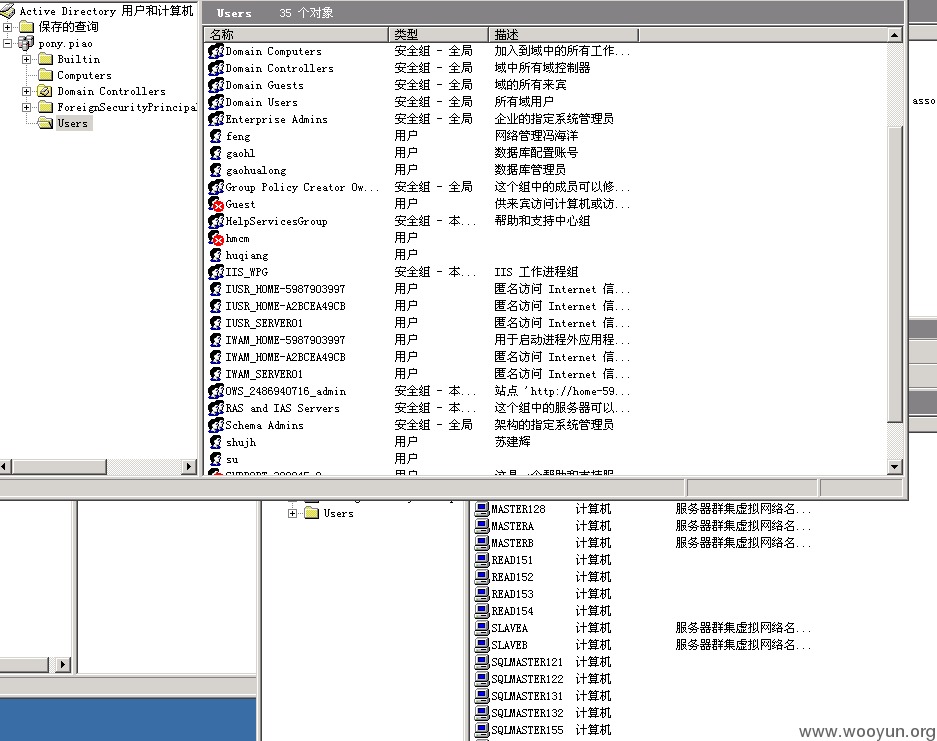 Active Directory 用户和计算机
保存的查询
pony.piao
Builtin
Computers
Domain Controllers
ForeignSecurityPrincipa
Users
Users 35 个对象
名称 类型 描述
Domain Computers 安全组 - 全局 加入到域中的所有工作...
Domain Controllers 安全组 - 全局 域中所有域控制器
Domain Guests 安全组 - 全局 域的所有来宾
Domain Users 安全组 - 全局 所有域用户
Enterprise Admins 安全组 - 全局 企业的指定系统管理员
feng 用户 网络管理冯海洋
gaohl 用户 数据库配置账号
gaohualong 用户 数据库管理员
Group Policy Creator Ow... 安全组 - 全局 这个组中的成员可以修...
Guest 用户 供来宾访问计算机或访...
HelpServicesGroup 安全组 - 本... 帮助和支持中心组
hmcm 用户
huqiang 用户
IIS_WPG 安全组 - 本... IIS 工作进程组
IUSR_HOME-5987903997 用户 匿名访问 Internet 信...
IUSR_HOME-A2BCEA49CB 用户 匿名访问 Internet 信...
IUSR_SERVER01 用户 匿名访问 Internet 信...
IWAM_HOME-5987903997 用户 用于启动进程外应用程...
IWAM_HOME-A2BCEA49CB 用户 匿名访问 Internet 信...
IWAM_SERVER01 用户 匿名访问 Internet 信...
OWS_2486940716_admin 安全组 - 本... 站点 'http://home-59...
RAS and IAS Servers 安全组 - 本... 这个组中的服务器可以...
Schema Admins 安全组 - 全局 架构的指定系统管理员
shujh 用户 苏建辉
su 用户
asso
Users
MASTER128 计算机 服务器群集虚拟网络名...
MASTERA 计算机 服务器群集虚拟网络名...
MASTERB 计算机 服务器群集虚拟网络名...
READ151 计算机
READ152 计算机
READ153 计算机
READ154 计算机
SLAVEA 计算机 服务器群集虚拟网络名...
SLAVEB 计算机 服务器群集虚拟网络名...
SQLMASTER121 计算机
SQLMASTER122 计算机
SQLMASTER131 计算机
SQLMASTER132 计算机
SQLMASTER155 计算机
www.wooyun.org